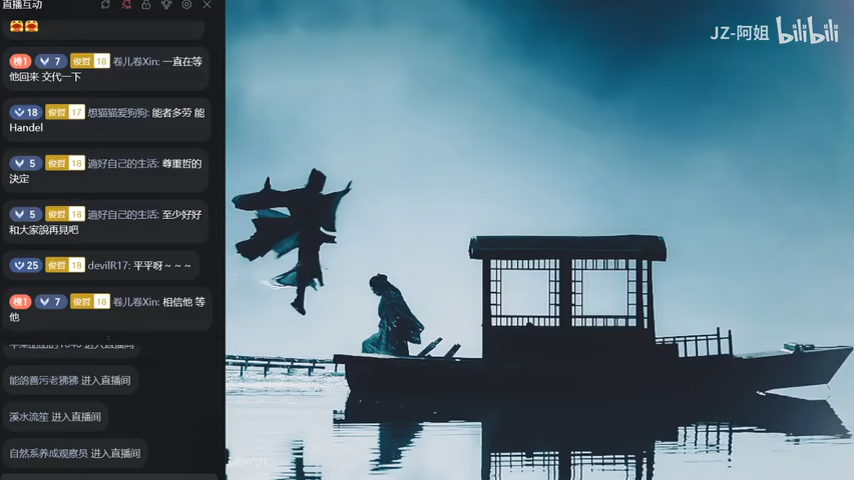 直播互动
榜1 7 俊哲 18 卷儿卷Xin: 一直在等
他回来 交代一下
18 俊哲 17 想猫猫爱狗狗: 能者多劳 能
Handel
5 俊哲 18 過好自己的生活: 尊重哲的
決定
5 俊哲 18 過好自己的生活: 至少好好
和大家說再見吧
25 俊哲 18 devilR17: 平平呀～～～
榜1 7 俊哲 18 卷儿卷Xin: 相信他 等
他
进入直播间
能鸽善污老狒狒 进入直播间
溪水流笙 进入直播间
自然系养成观察员 进入直播间
JZ-阿姐 bilibili